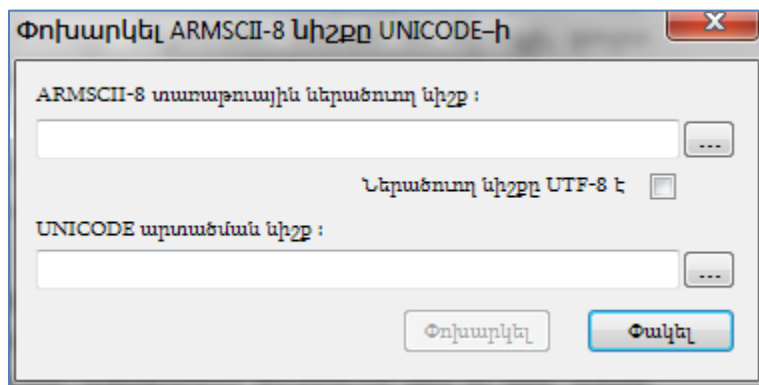 Փոխարկել ARMSCII-8 նիշքը UNICODE–ի
ARMSCII-8 տառաթուային ներածուող նիշք :
...
Ներածուող նիշքը UTF-8 է
UNICODE արտածման նիշք :
...
Փոխարկել Փակել